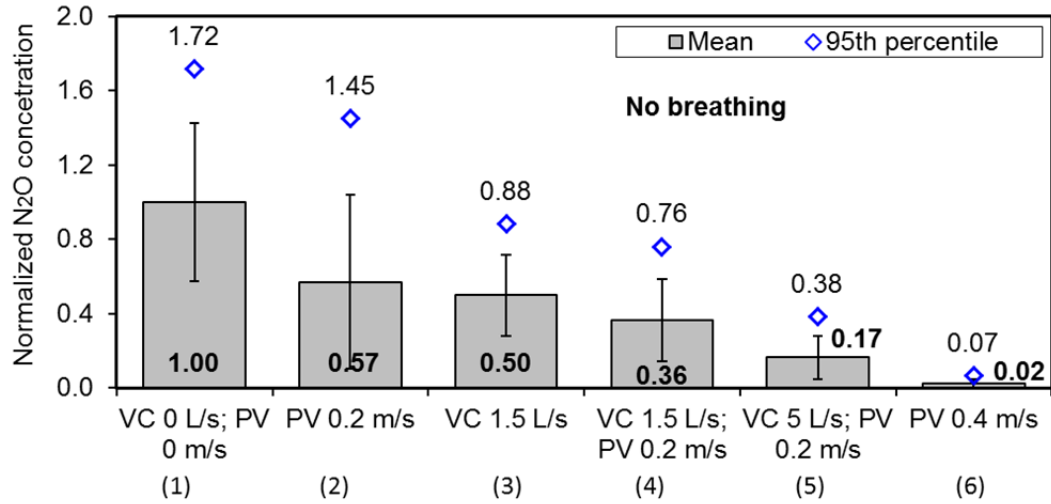 Normalized N2O concetration
2.0
1.6
1.2
0.8
0.4
0.0
Mean
95th percentile
No breathing
1.72
1.45
0.88
0.76
0.38
0.07
1.00
0.57
0.50
0.36
0.17
0.02
VC 0 L/s; PV
0 m/s
PV 0.2 m/s
VC 1.5 L/s
VC 1.5 L/s;
PV 0.2 m/s
VC 5 L/s; PV
0.2 m/s
PV 0.4 m/s
(1)
(2)
(3)
(4)
(5)
(6)